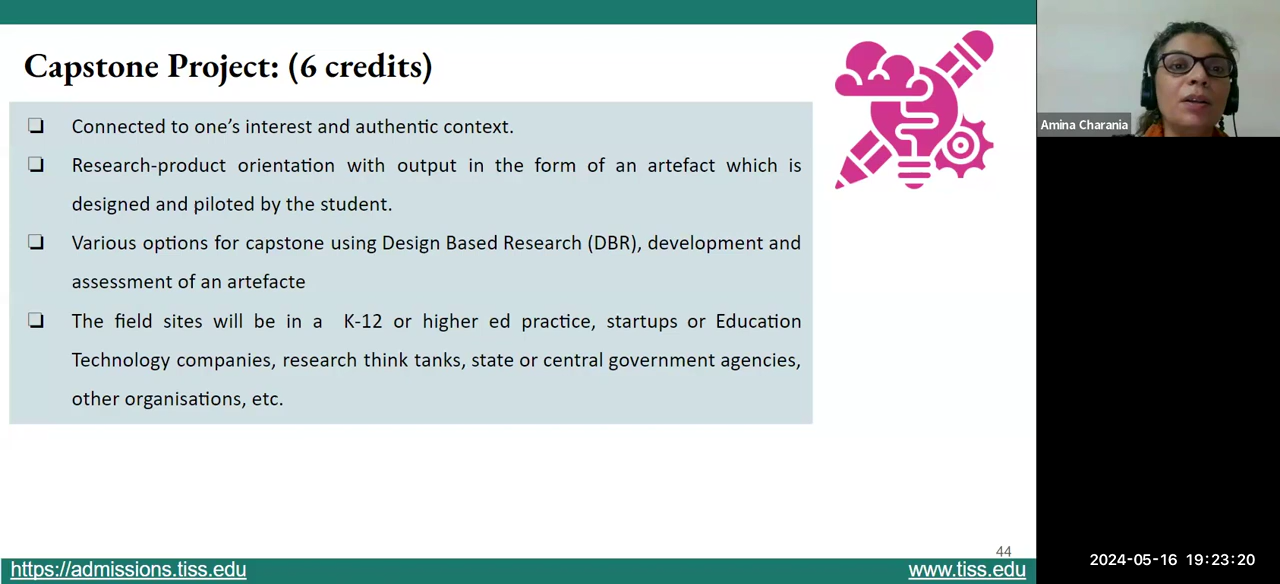 Capstone Project: (6 credits)
❑ Connected to one’s interest and authentic context.
❑ Research-product orientation with output in the form of an artefact which is
designed and piloted by the student.
❑ Various options for capstone using Design Based Research (DBR), development and
assessment of an artefacte
❑ The field sites will be in a K-12 or higher ed practice, startups or Education
Technology companies, research think tanks, state or central government agencies,
other organisations, etc.
Amina Charania
44
https://admissions.tiss.edu
www.tiss.edu
2024-05-16 19:23:20